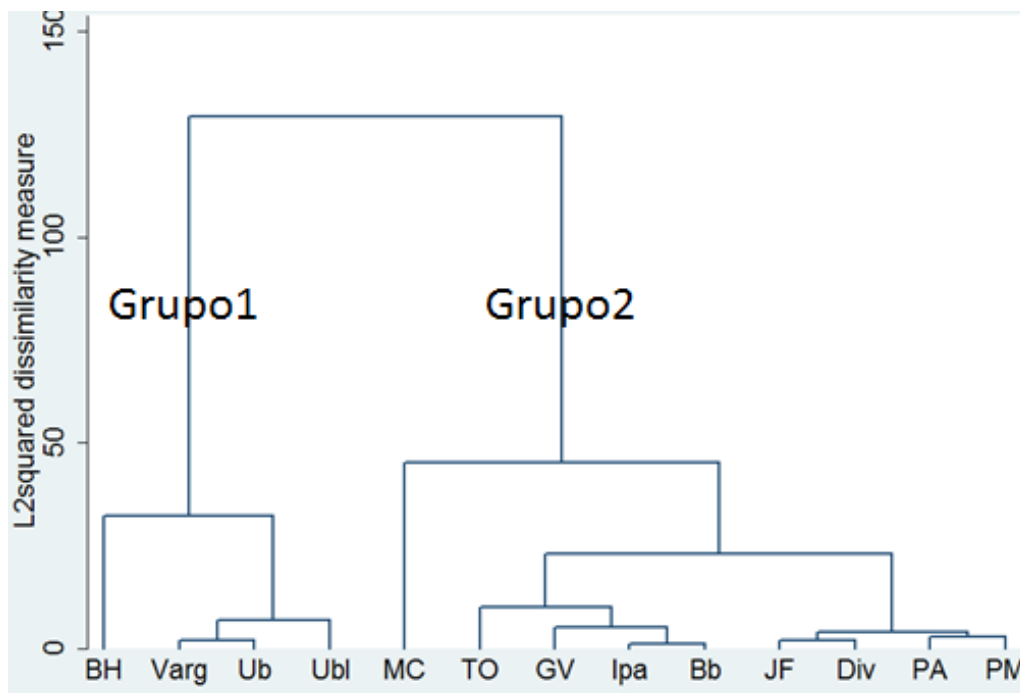 L2squared dissimilarity measure
150
100
50
0
Grupo1 Grupo2
BH Varg Ub Ubl MC TO GV Ipa Bb JF Div PA PM